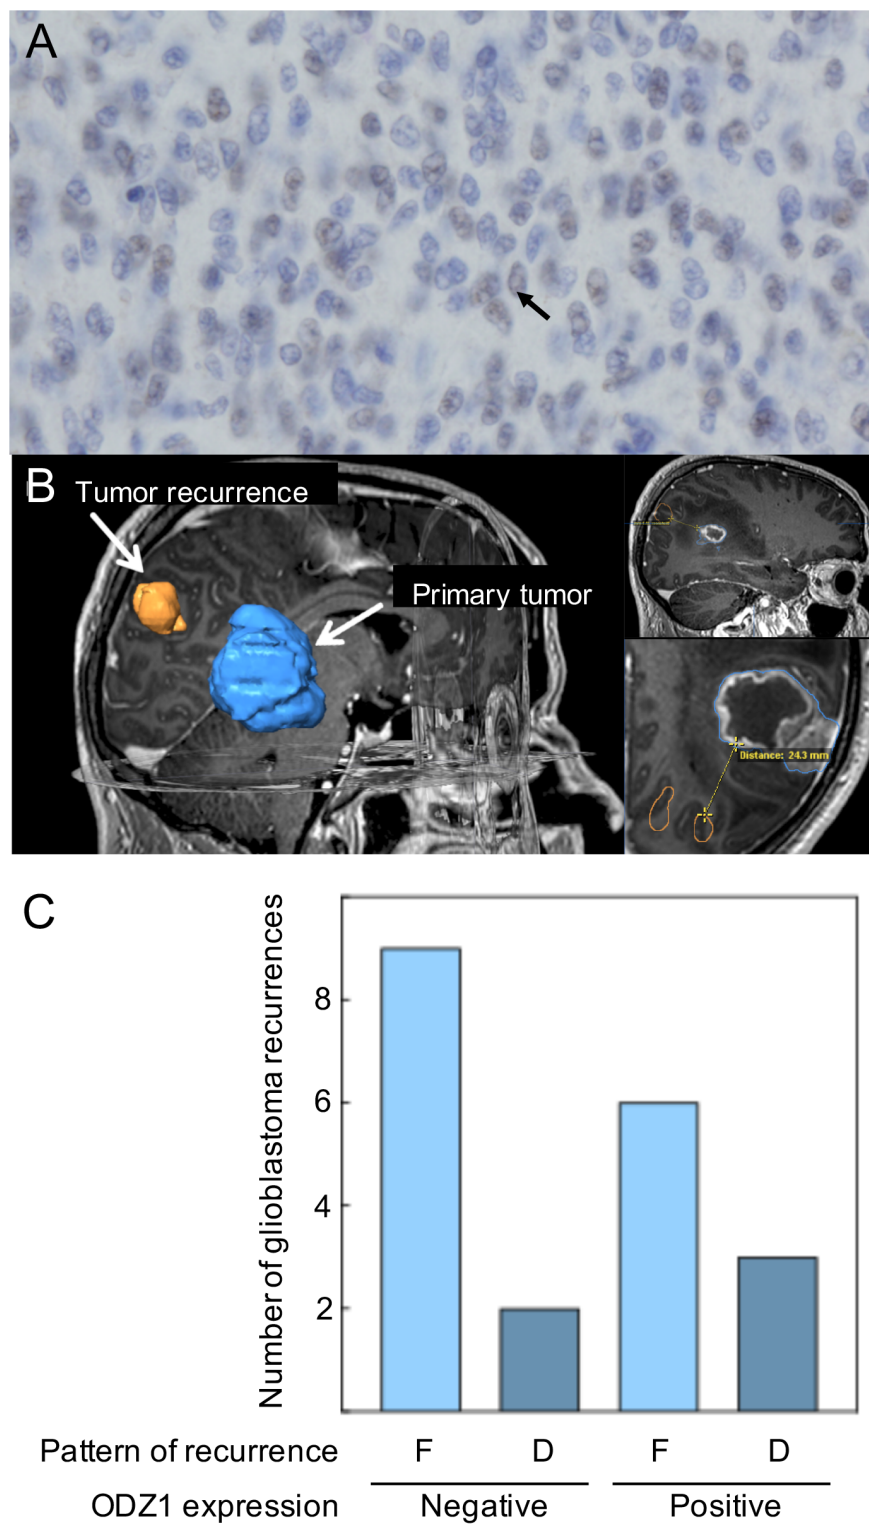 A
B
Tumor recurrence
Primary tumor
Distance: 24.3 mm
C
Number of glioblastoma recurrences
8
6
4
2
Pattern of recurrence F D F D
ODZ1 expression Negative Positive